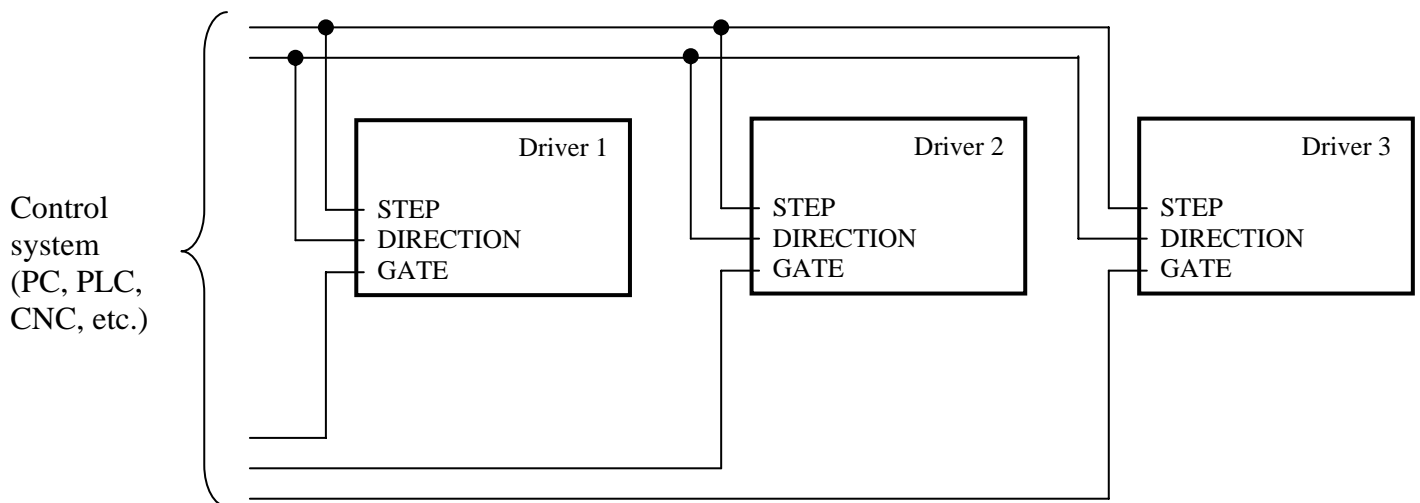 Control
system
(PC, PLC,
CNC, etc.)
Driver 1
STEP
DIRECTION
GATE
Driver 2
STEP
DIRECTION
GATE
Driver 3
STEP
DIRECTION
GATE